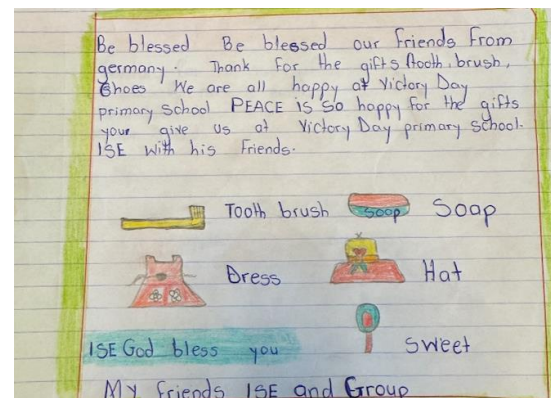 Be blessed Be blessed our friends from
germany. Thank for the gifts tooth brush,
Shoes We are all happy at Victory Day
primary school PEACE is so happy for the gifts
your give us at Victory Day primary school.
ISE with his friends.
Tooth brush soop Soap
Dress Hat
ISE God bless you Sweet
My friends ISE and Group